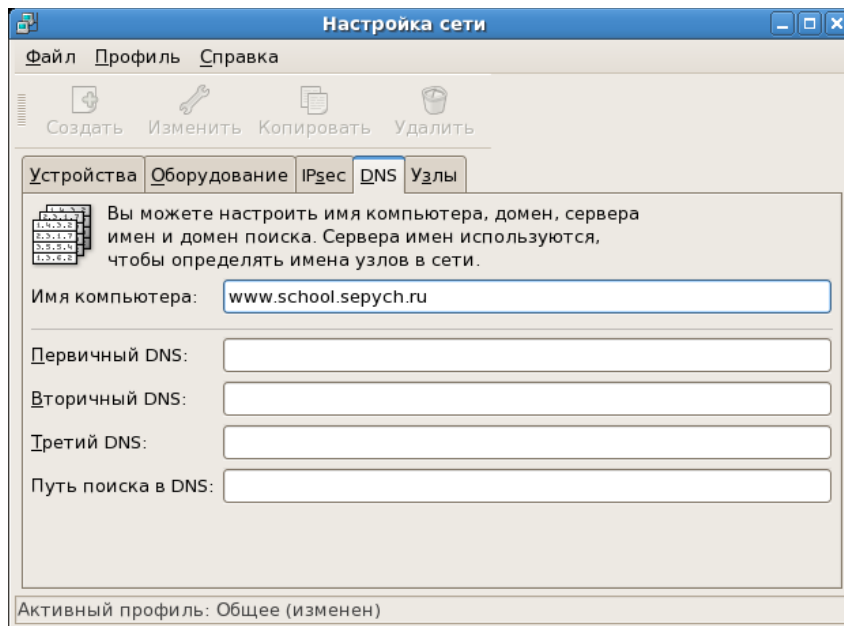 Настройка сети
Файл Профиль Справка
Создать Изменить Копировать Удалить
Устройства Оборудование IPsec DNS Узлы
Вы можете настроить имя компьютера, домен, сервера
имен и домен поиска. Сервера имен используются,
чтобы определять имена узлов в сети.
Имя компьютера: www.school.sepych.ru
Первичный DNS:
Вторичный DNS:
Третий DNS:
Путь поиска в DNS:
Активный профиль: Общее (изменен)